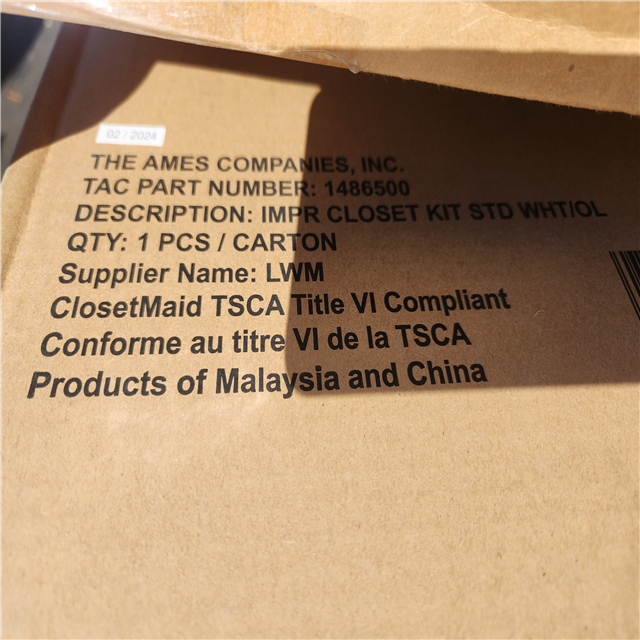 02 / 2024
THE AMES COMPANIES, INC.
TAC PART NUMBER: 1486500
DESCRIPTION: IMPR CLOSET KIT STD WHT/OL
QTY: 1 PCS / CARTON
Supplier Name: LWM
ClosetMaid TSCA Title VI Compliant
Conforme au titre VI de la TSCA
Products of Malaysia and China